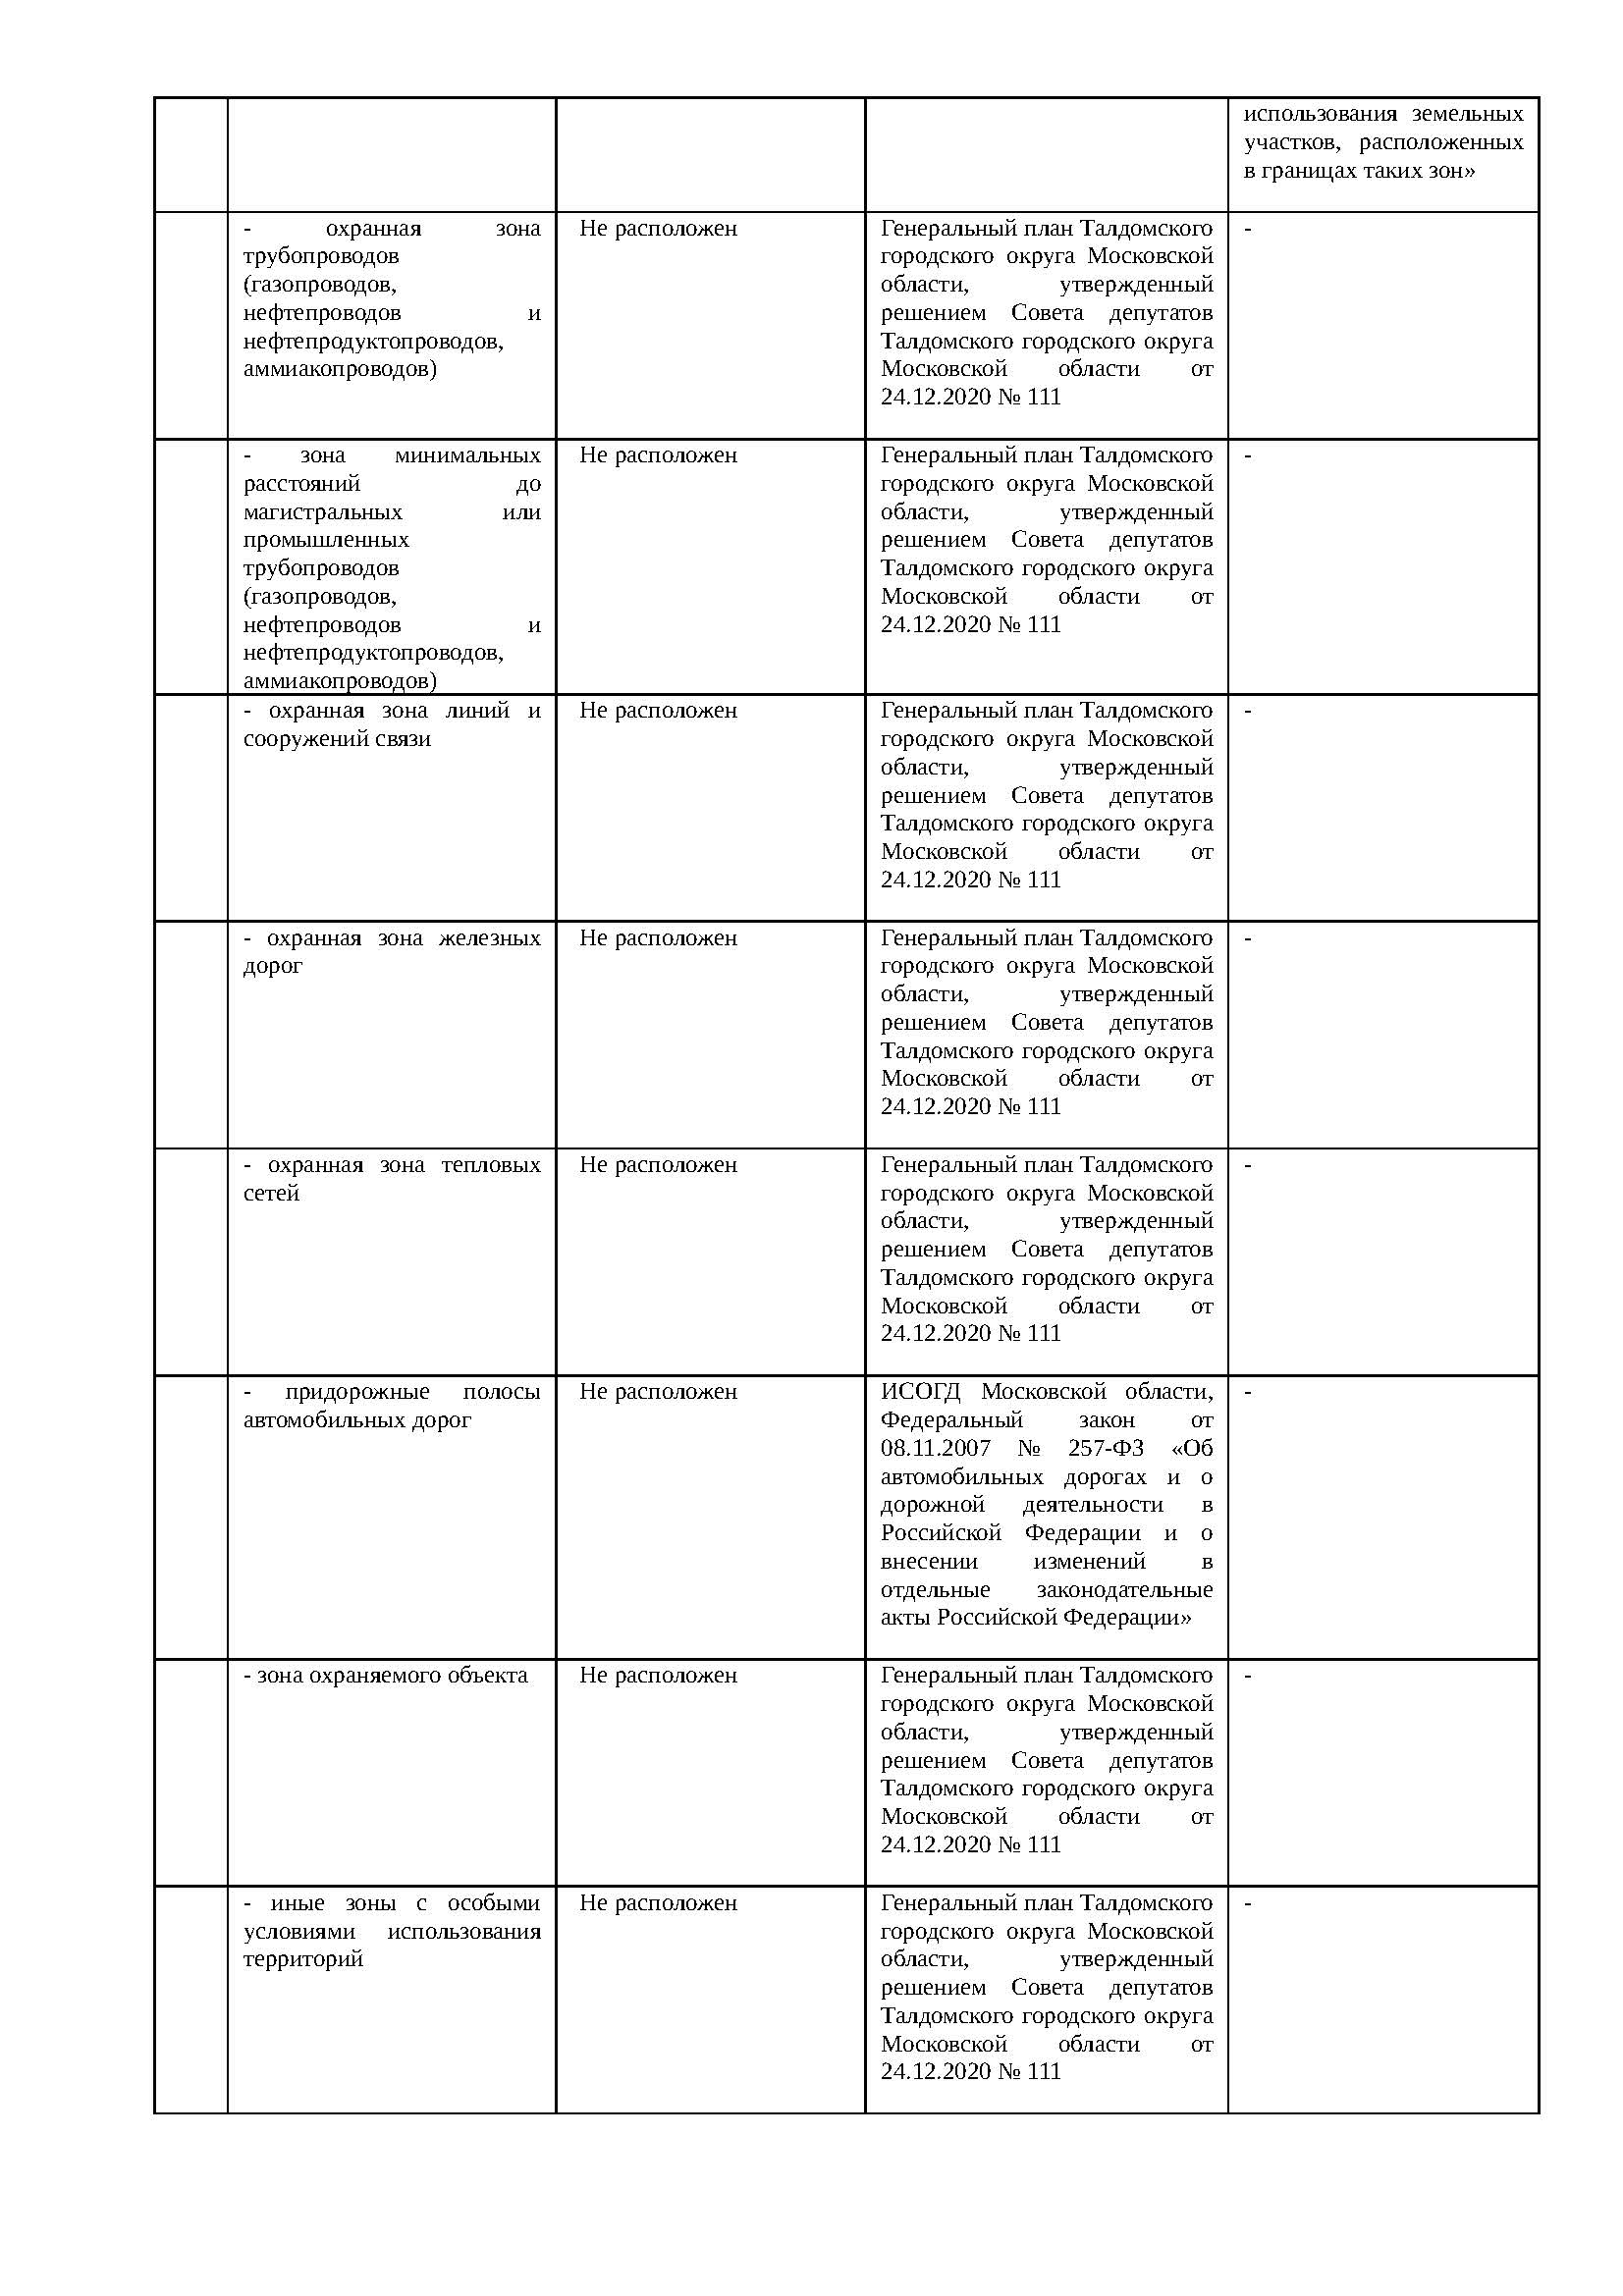 использования земельных
участков, расположенных
в границах таких зон»
- охранная зона
трубопроводов
(газопроводов,
нефтепроводов и
нефтепродуктопроводов,
аммиакопроводов)
Не расположен
Генеральный план Талдомского
городского округа Московской
области, утвержденный
решением Совета депутатов
Талдомского городского округа
Московской области от
24.12.2020 № 111
-
- зона минимальных
расстояний до
магистральных или
промышленных
трубопроводов
(газопроводов,
нефтепроводов и
нефтепродуктопроводов,
аммиакопроводов)
Не расположен
Генеральный план Талдомского
городского округа Московской
области, утвержденный
решением Совета депутатов
Талдомского городского округа
Московской области от
24.12.2020 № 111
-
- охранная зона линий и
сооружений связи
Не расположен
Генеральный план Талдомского
городского округа Московской
области, утвержденный
решением Совета депутатов
Талдомского городского округа
Московской области от
24.12.2020 № 111
-
- охранная зона железных
дорог
Не расположен
Генеральный план Талдомского
городского округа Московской
области, утвержденный
решением Совета депутатов
Талдомского городского округа
Московской области от
24.12.2020 № 111
-
- охранная зона тепловых
сетей
Не расположен
Генеральный план Талдомского
городского округа Московской
области, утвержденный
решением Совета депутатов
Талдомского городского округа
Московской области от
24.12.2020 № 111
-
- придорожные полосы
автомобильных дорог
Не расположен
ИСОГД Московской области,
Федеральный закон от
08.11.2007 № 257-ФЗ «Об
автомобильных дорогах и о
дорожной деятельности в
Российской Федерации и о
внесении изменений в
отдельные законодательные
акты Российской Федерации»
-
- зона охраняемого объекта
Не расположен
Генеральный план Талдомского
городского округа Московской
области, утвержденный
решением Совета депутатов
Талдомского городского округа
Московской области от
24.12.2020 № 111
-
- иные зоны с особыми
условиями использования
территорий
Не расположен
Генеральный план Талдомского
городского округа Московской
области, утвержденный
решением Совета депутатов
Талдомского городского округа
Московской области от
24.12.2020 № 111
-